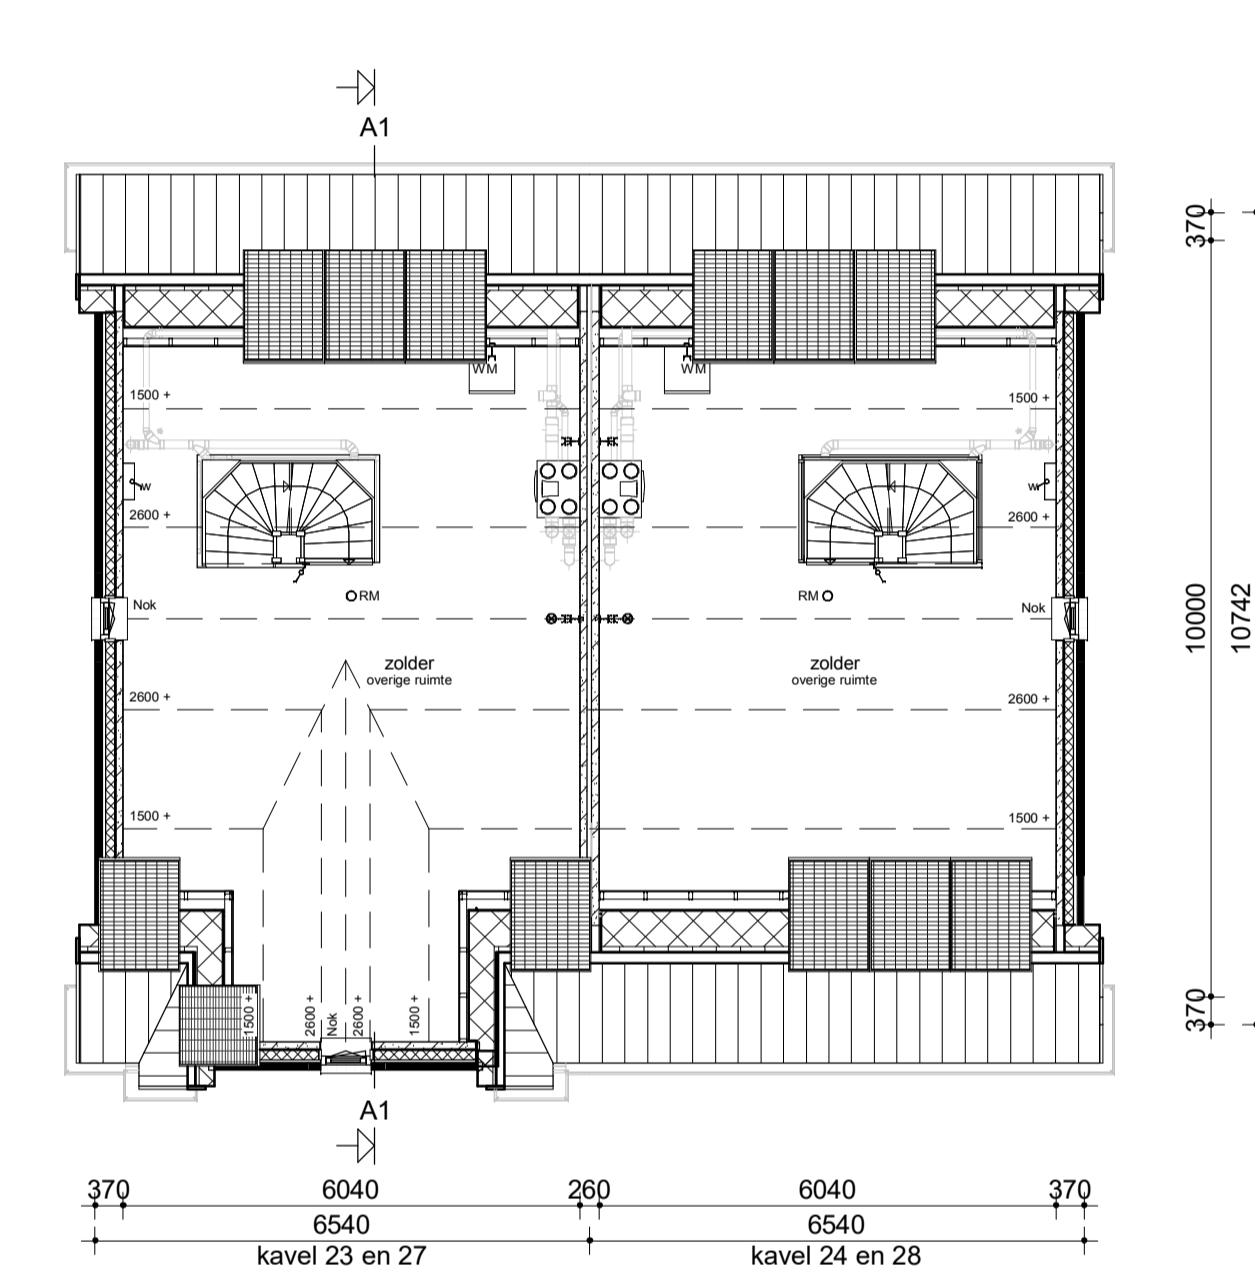 A1
370
WM
WM
1500 +
1500 +
w
w
2600 +
2600 +
RM
RM
Nok
Nok
10000
10742
zolder
overige ruimte
zolder
overige ruimte
2600 +
2600 +
1500 +
1500 +
1500 +
2600 +
Nok
2600 +
1500 +
370
A1
370
6040
260
6040
370
6540
6540
kavel 23 en 27
kavel 24 en 28